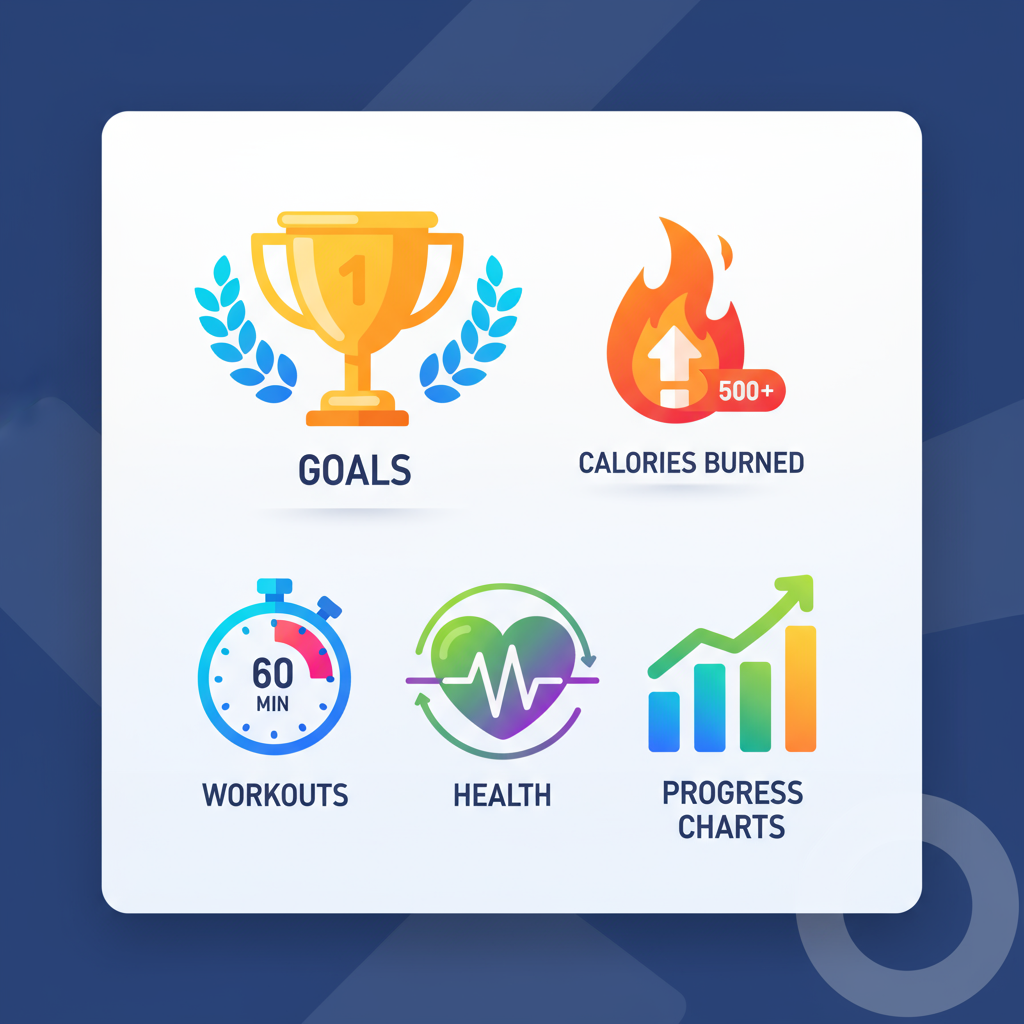 1
500+
GOALS
CALORIES BURNED
60
MIN
WORKOUTS
HEALTH
PROGRESS
CHARTS